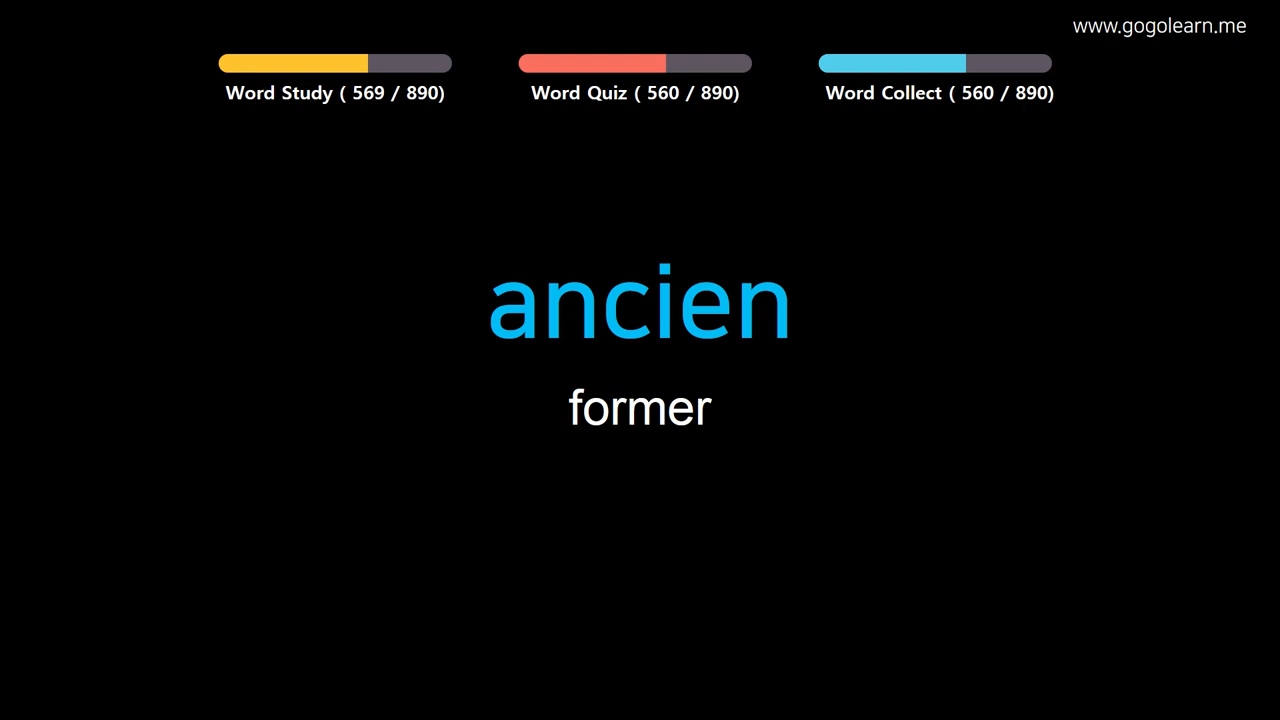 www.gogolearn.me
Word Study ( 569 / 890)
Word Quiz ( 560 / 890)
Word Collect ( 560 / 890)
ancien
former